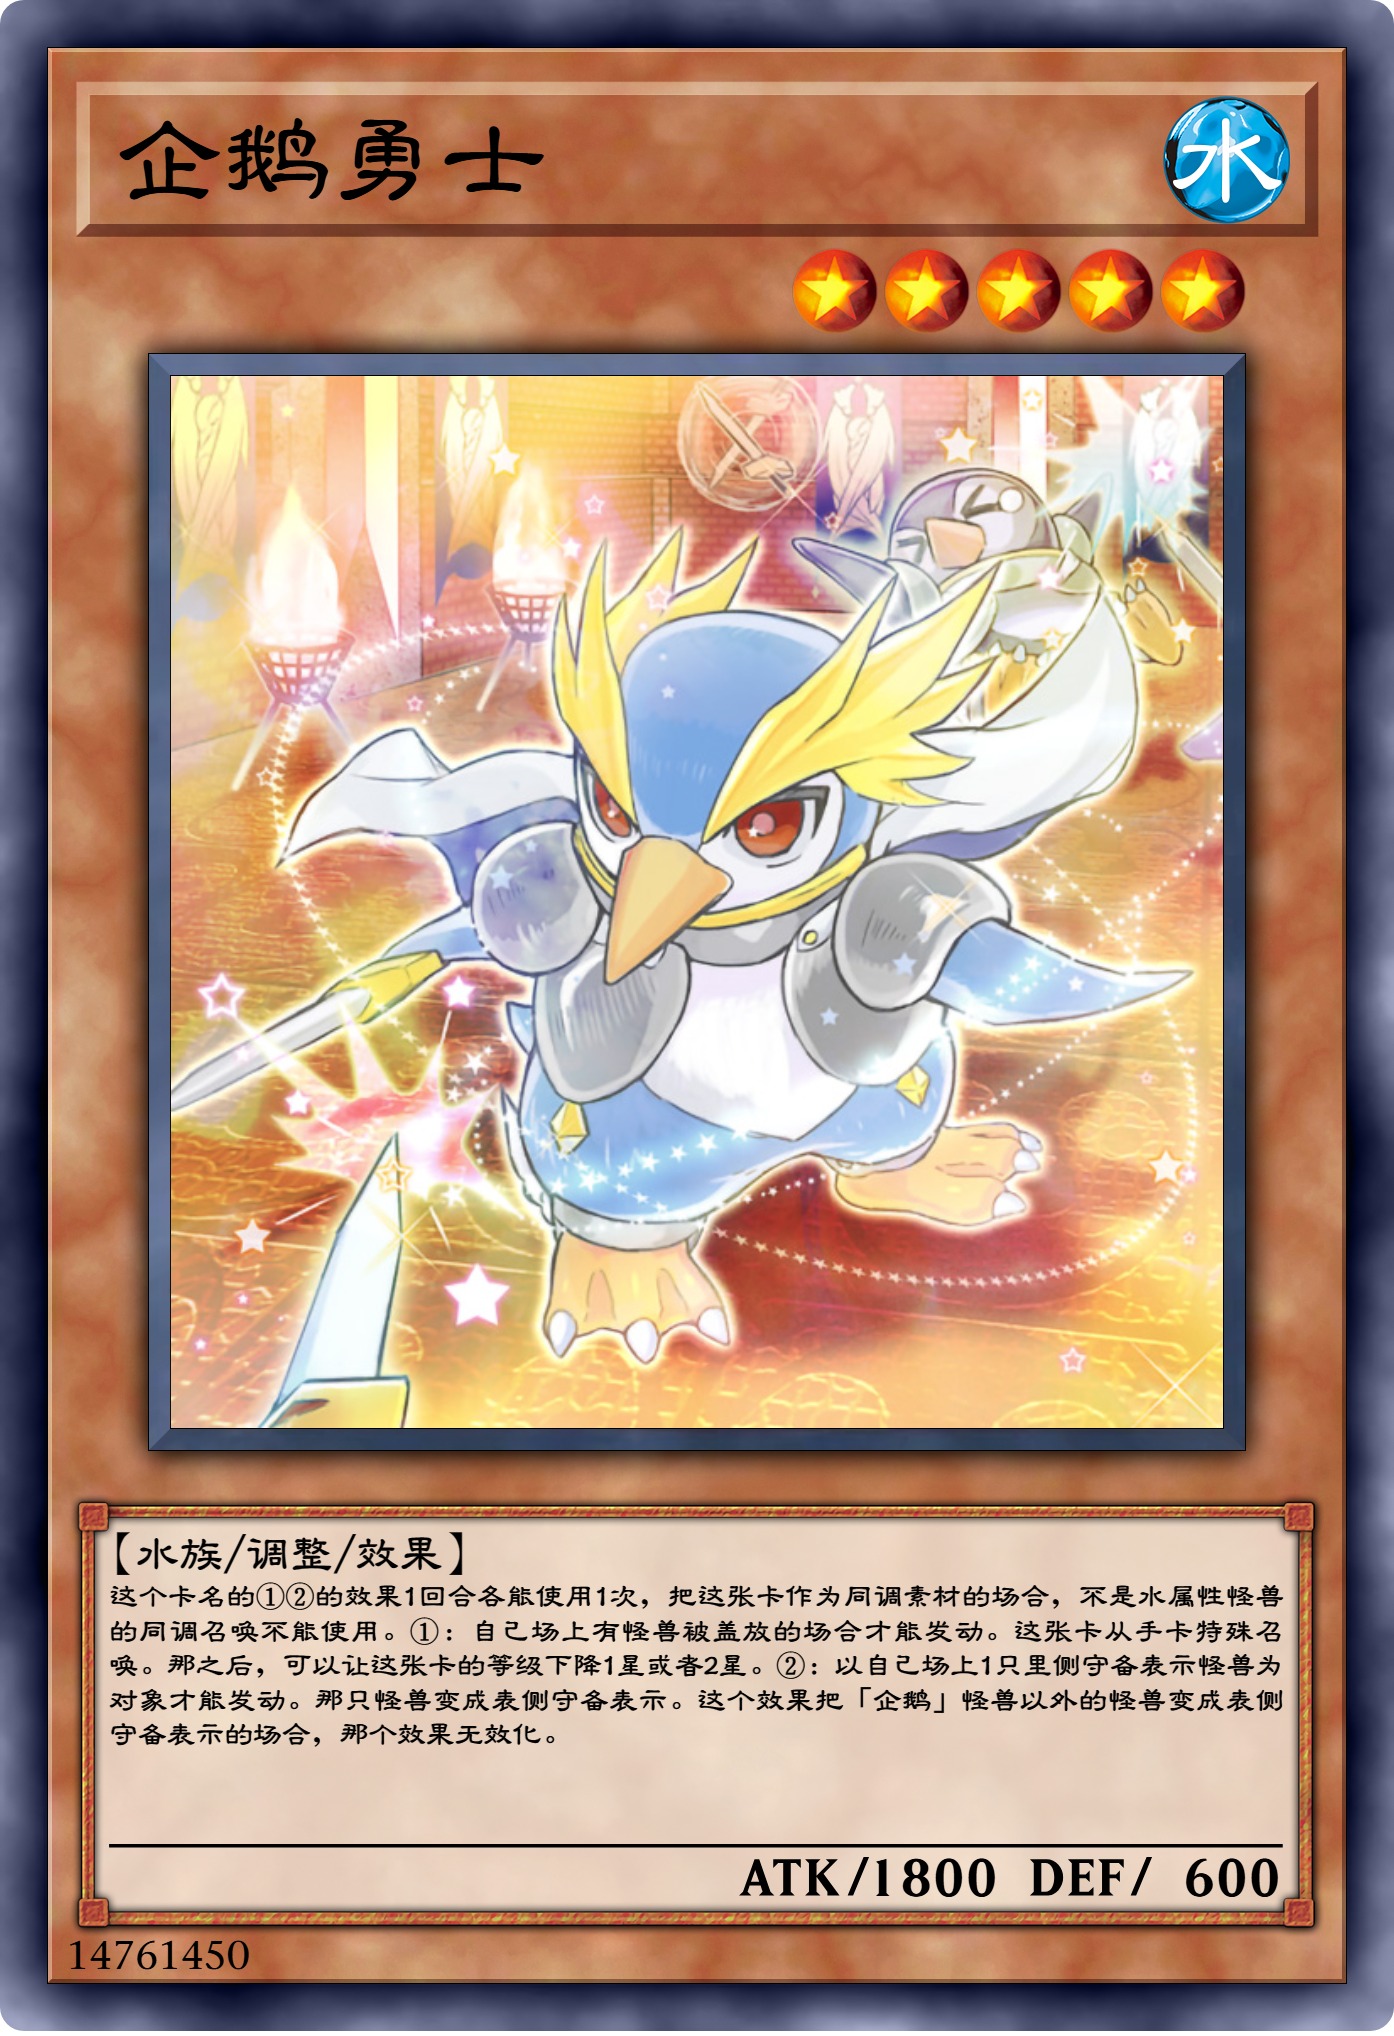 企鹅勇士
水
【水族/调整/效果】
这个卡名的①②的效果1回合各能使用1次，把这张卡作为同调素材的场合，不是水属性怪兽
的同调召唤不能使用。①：自己场上有怪兽被盖放的场合才能发动。这张卡从手卡特殊召
唤。那之后，可以让这张卡的等级下降1星或者2星。②：以自己场上1只里侧守备表示怪兽为
对象才能发动。那只怪兽变成表侧守备表示。这个效果把「企鹅」怪兽以外的怪兽变成表侧
守备表示的场合，那个效果无效化。
ATK/1800 DEF/ 600
14761450